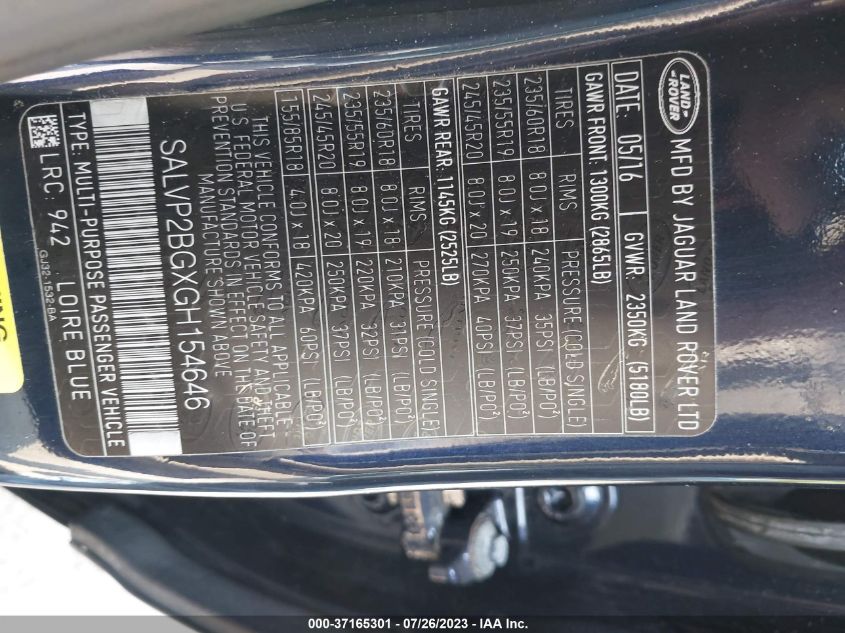 LAND
ROVER
MFD BY JAGUAR LAND ROVER LTD
DATE: 05/16 GVWR: 2350KG (5180LB)
GAWR FRONT: 1300KG (2865LB)
TIRES RIMS PRESSURE (COLD SINGLE)
235/60R18 8.0J x 18 240KPA 35PSI (LB/PO²)
235/55R19 8.0J x 19 250KPA 37PSI (LB/PO²)
245/45R20 8.0J x 20 270KPA 40PSI (LB/PO²)
GAWR REAR: 1145KG (2525LB)
TIRES RIMS PRESSURE (COLD SINGLE)
235/60R18 8.0J x 18 210KPA 31PSI (LB/PO²)
235/55R19 8.0J x 19 220KPA 32PSI (LB/PO²)
245/45R20 8.0J x 20 250KPA 37PSI (LB/PO²)
155/85R18 4.0J x 18 420KPA 60PSI (LB/PO²)
THIS VEHICLE CONFORMS TO ALL APPLICABLE
U.S. FEDERAL MOTOR VEHICLE SAFETY AND THEFT
PREVENTION STANDARDS IN EFFECT ON THE DATE OF
MANUFACTURE SHOWN ABOVE
SALVP2BGXGH154646
TYPE: MULTI-PURPOSE PASSENGER VEHICLE
LRC: 942 LOIRE BLUE
GJ32-1532-BA
000-37165301 / 07/26/2023 - IAA Inc.